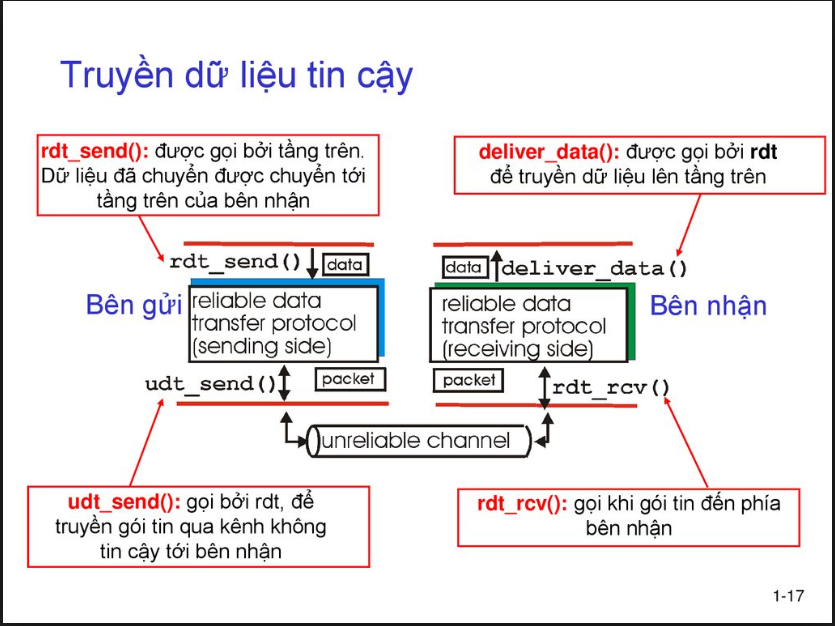 Truyền dữ liệu tin cậy
rdt_send(): được gọi bởi tầng trên.
Dữ liệu đã chuyển được chuyển tới
tầng trên của bên nhận
deliver_data(): được gọi bởi rdt
để truyền dữ liệu lên tầng trên
rdt_send()
data
data
deliver_data()
Bên gửi
reliable data
transfer protocol
(sending side)
reliable data
transfer protocol
(receiving side)
Bên nhận
udt_send()
packet
packet
rdt_rcv()
unreliable channel
udt_send(): gọi bởi rdt, để
truyền gói tin qua kênh không
tin cậy tới bên nhận
rdt_rcv(): gọi khi gói tin đến phía
bên nhận
1-17